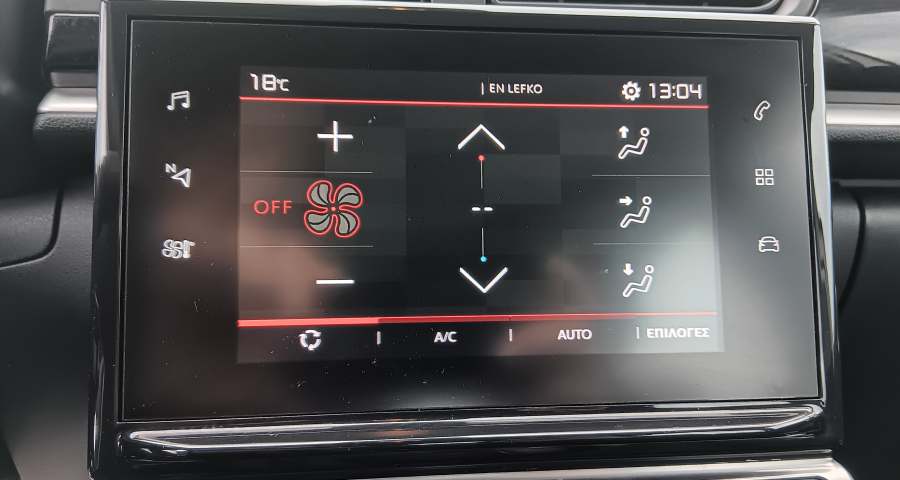 18°C | EN LEFKO 13:04
N
OFF
--
A/C | AUTO | ΕΠΙΛΟΓΕΣ